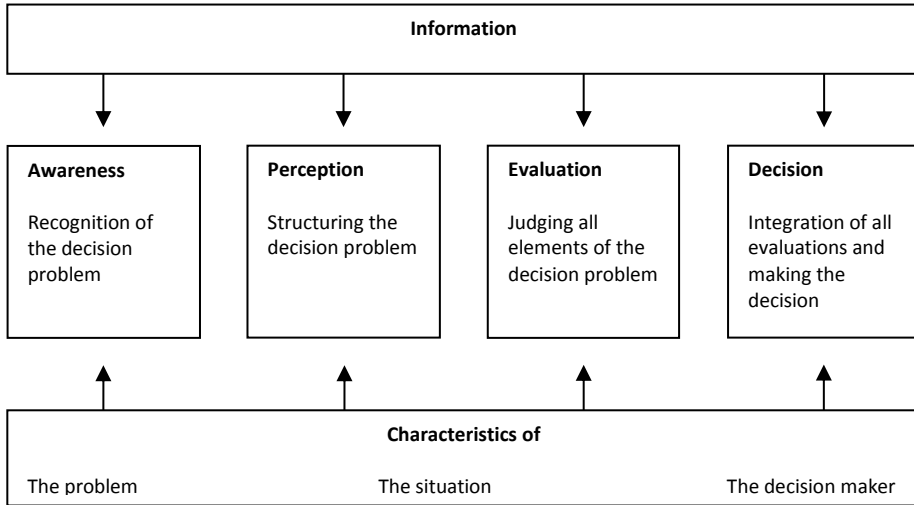 Information
Awareness
Recognition of
the decision
problem
Perception
Structuring the
decision problem
Evaluation
Judging all
elements of the
decision problem
Decision
Integration of all
evaluations and
making the
decision
Characteristics of
The problem
The situation
The decision maker